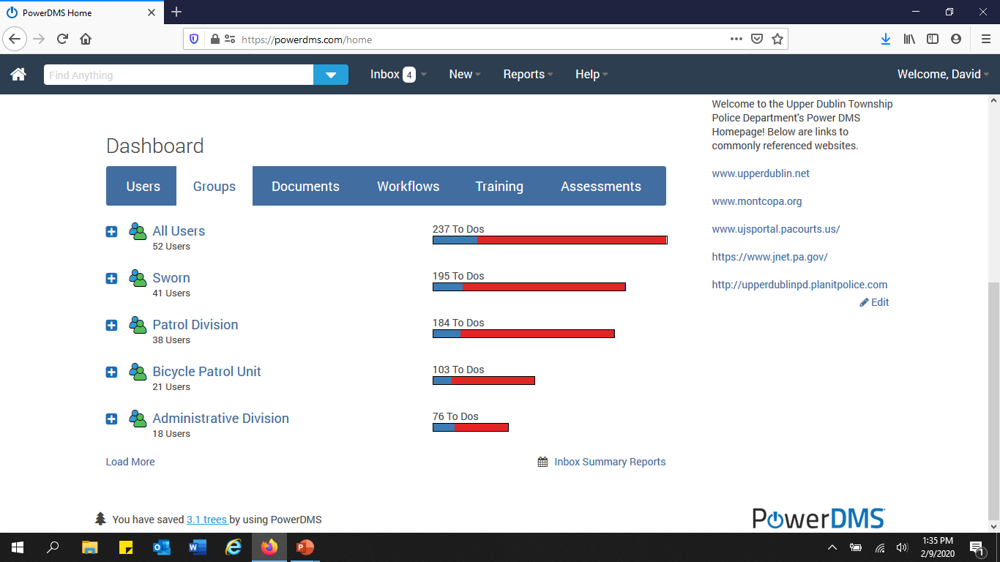 PowerDMS Home
https://powerdms.com/home
Find Anything
Inbox 4
New
Reports
Help
Welcome, David
Welcome to the Upper Dublin Township
Police Department's Power DMS
Homepage! Below are links to
commonly referenced websites.
www.upperdublin.net
www.montcopa.org
www.ujsportal.pacourts.us/
https://www.jnet.pa.gov/
http://upperdublinpd.planitpolice.com
Edit
Dashboard
Users Groups Documents Workflows Training Assessments
All Users 237 To Dos
52 Users
Sworn 195 To Dos
41 Users
Patrol Division 184 To Dos
38 Users
Bicycle Patrol Unit 103 To Dos
21 Users
Administrative Division 76 To Dos
18 Users
Load More Inbox Summary Reports
You have saved 3.1 trees by using PowerDMS
PowerDMS
1:35 PM
2/9/2020
1